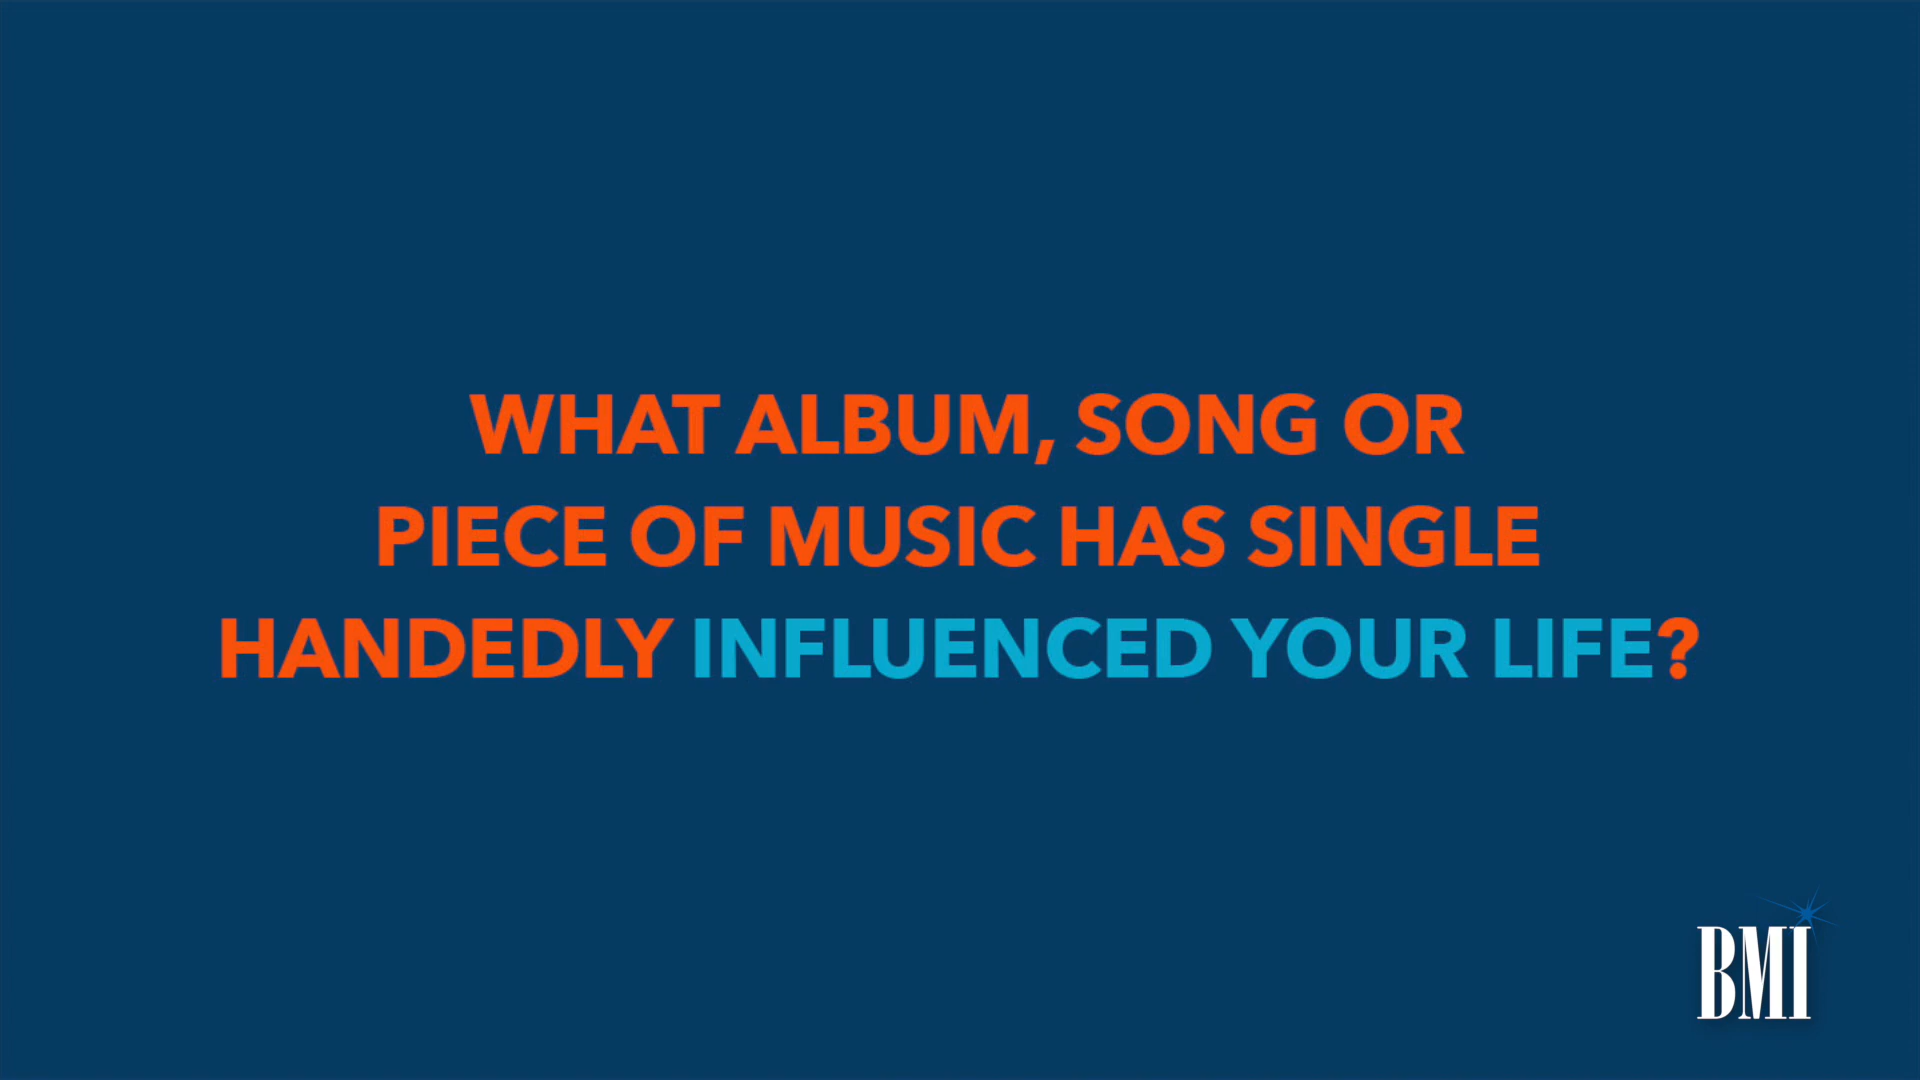 WHAT ALBUM, SONG OR
PIECE OF MUSIC HAS SINGLE
HANDEDLY INFLUENCED YOUR LIFE?
BMI